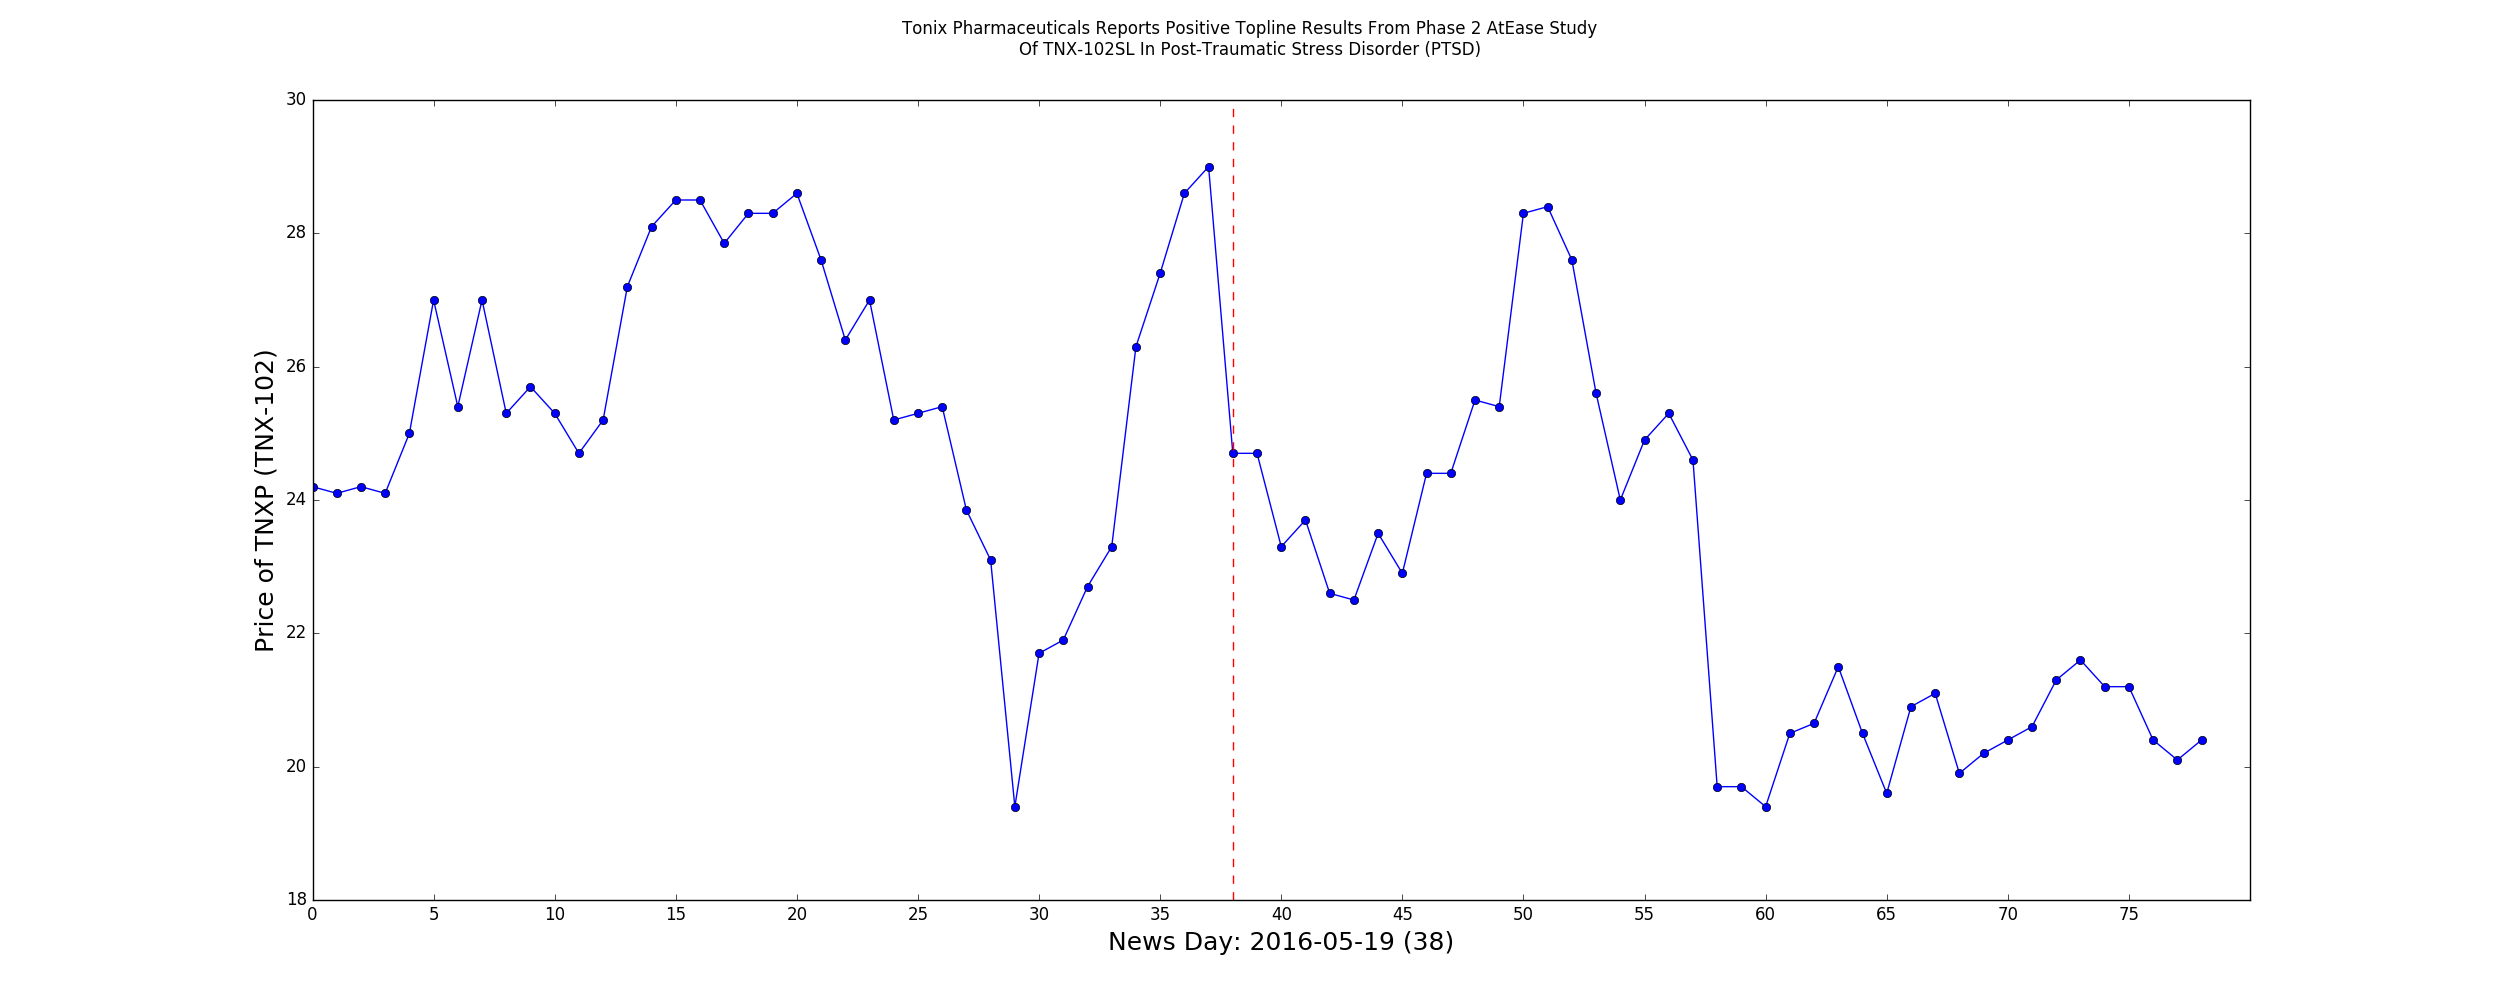 Tonix Pharmaceuticals Reports Positive Topline Results From Phase 2 AtEase Study
Of TNX-102SL In Post-Traumatic Stress Disorder (PTSD)
Price of TNXP (TNX-102)
30
28
26
24
22
20
18
0 5 10 15 20 25 30 35 40 45 50 55 60 65 70 75
News Day: 2016-05-19 (38)